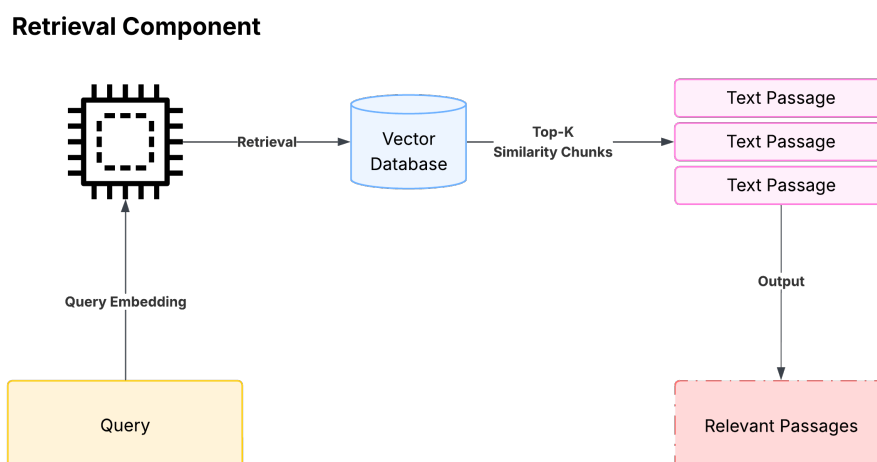 Retrieval Component
Text Passage
Retrieval
Vector
Database
Top-K
Similarity Chunks
Text Passage
Text Passage
Query Embedding
Output
Query
Relevant Passages